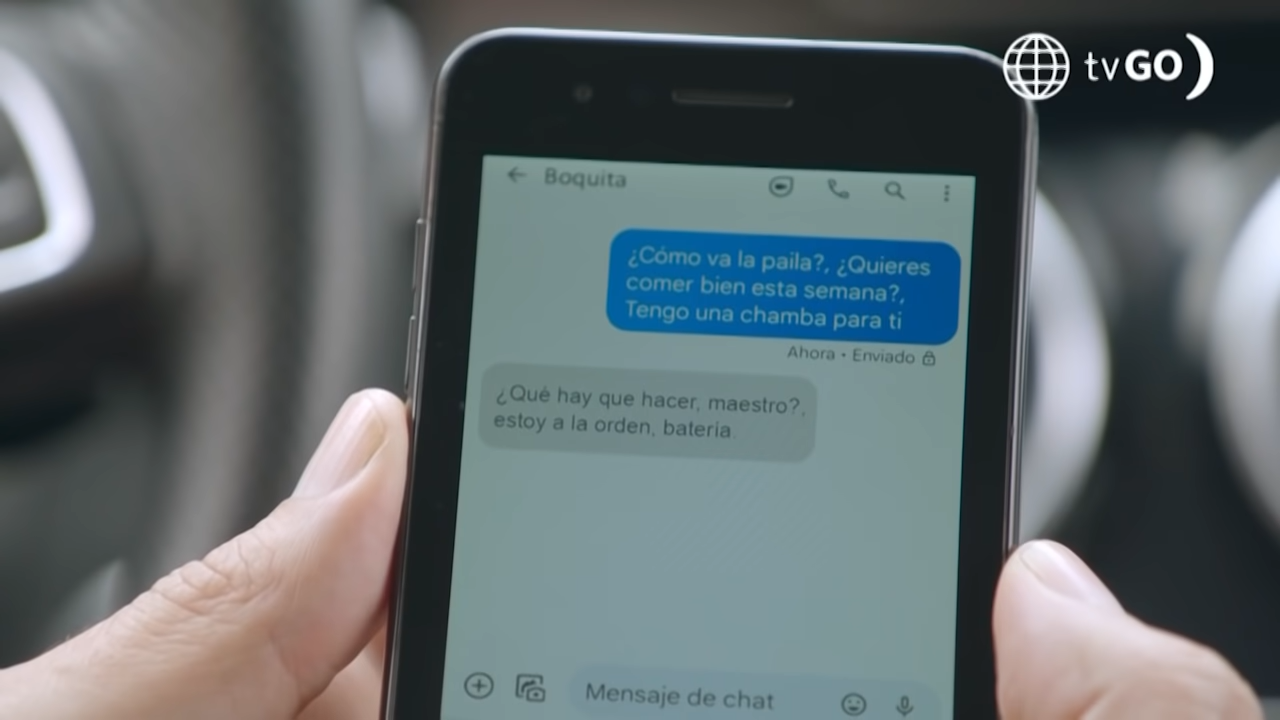 tvGO
Boquita
¿Cómo va la paila?, ¿Quieres
comer bien esta semana?,
Tengo una chamba para ti
Ahora • Enviado
¿Qué hay que hacer, maestro?,
estoy a la orden, bateria.
Mensaje de chat